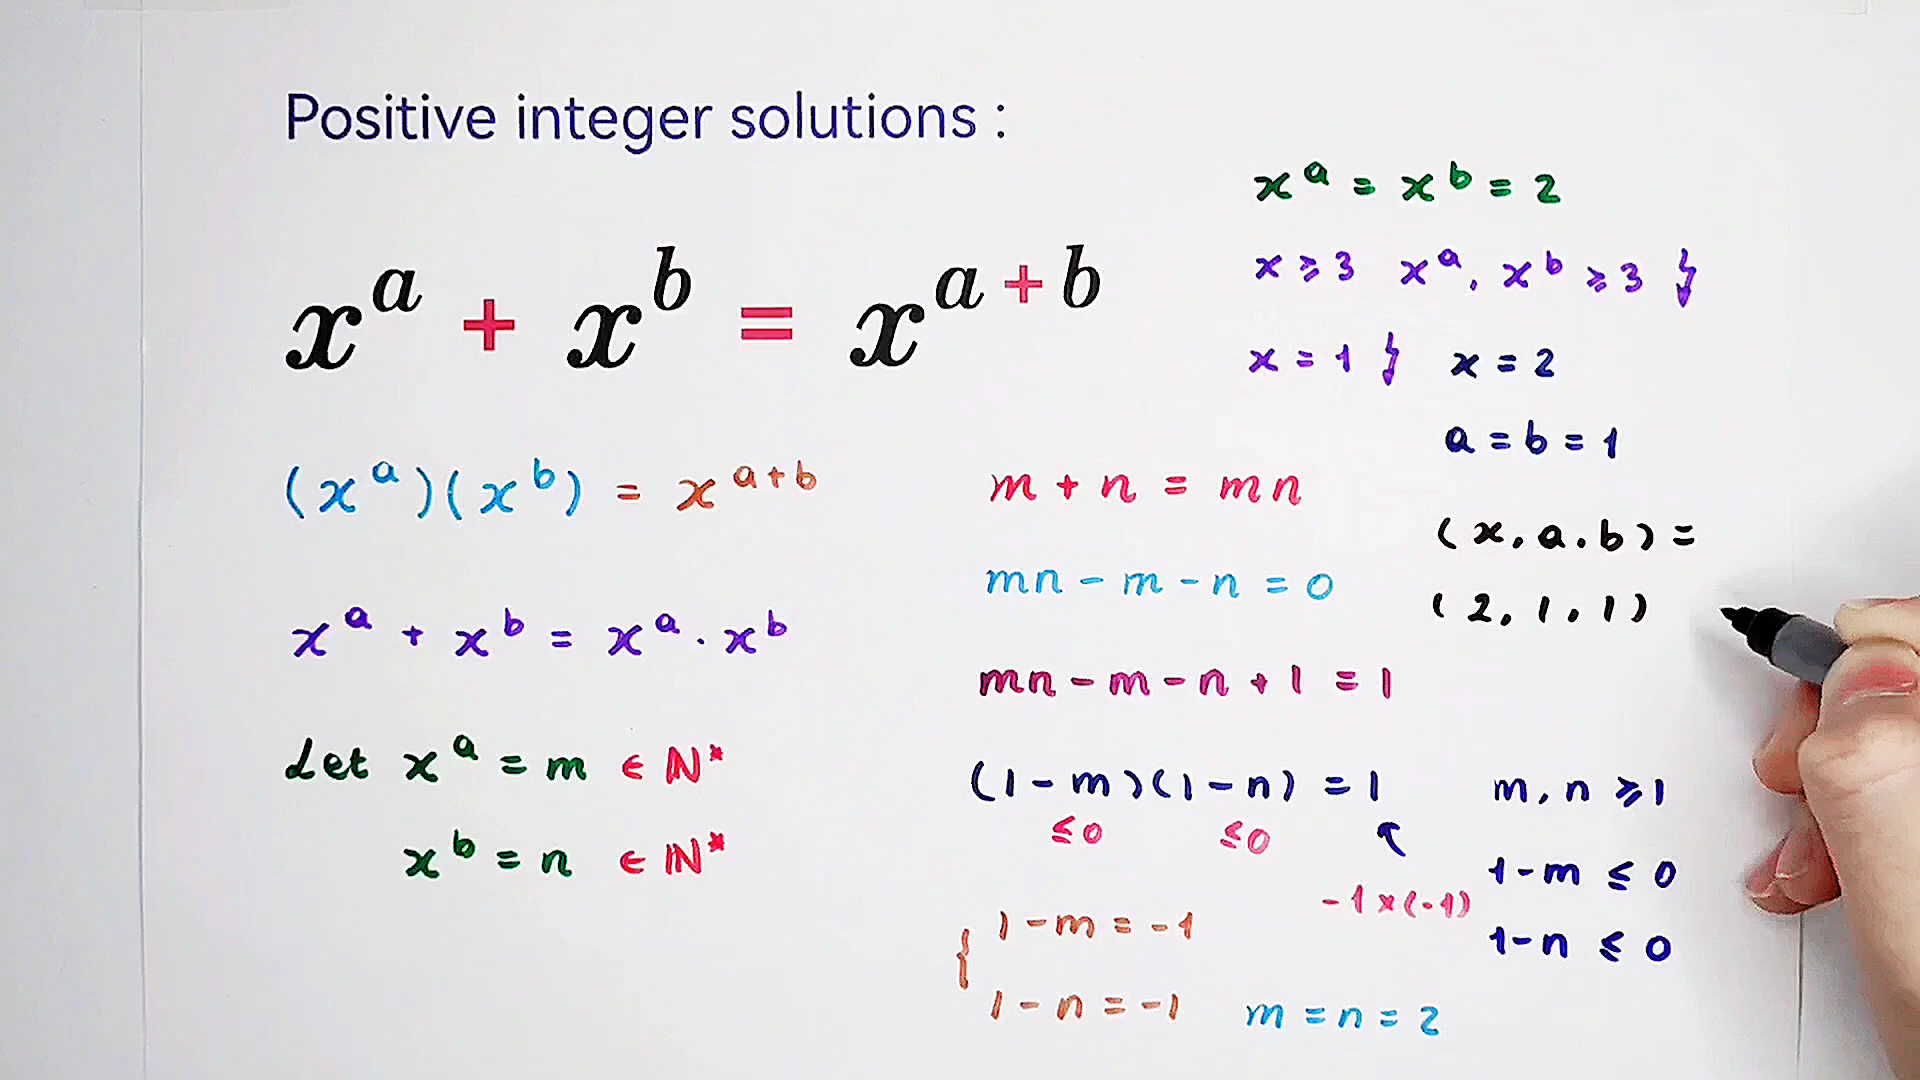 Positive integer solutions :
x^a + x^b = x^{a+b}
(x^a)(x^b) = x^{a+b}
x^a + x^b = x^a . x^b
Let x^a = m ∈ ℕ*
x^b = n ∈ ℕ*
m + n = mn
mn - m - n = 0
mn - m - n + 1 = 1
(1 - m)(1 - n) = 1
≤0 ≤0
-1×(-1)
m, n ≥ 1
1-m ≤ 0
1-n ≤ 0
{ 1 - m = -1
1 - n = -1
m = n = 2
x^a = x^b = 2
x ≥ 3 x^a, x^b ≥ 3 ↯
x = 1 ↯ x = 2
a = b = 1
(x, a, b) =
(2, 1, 1)